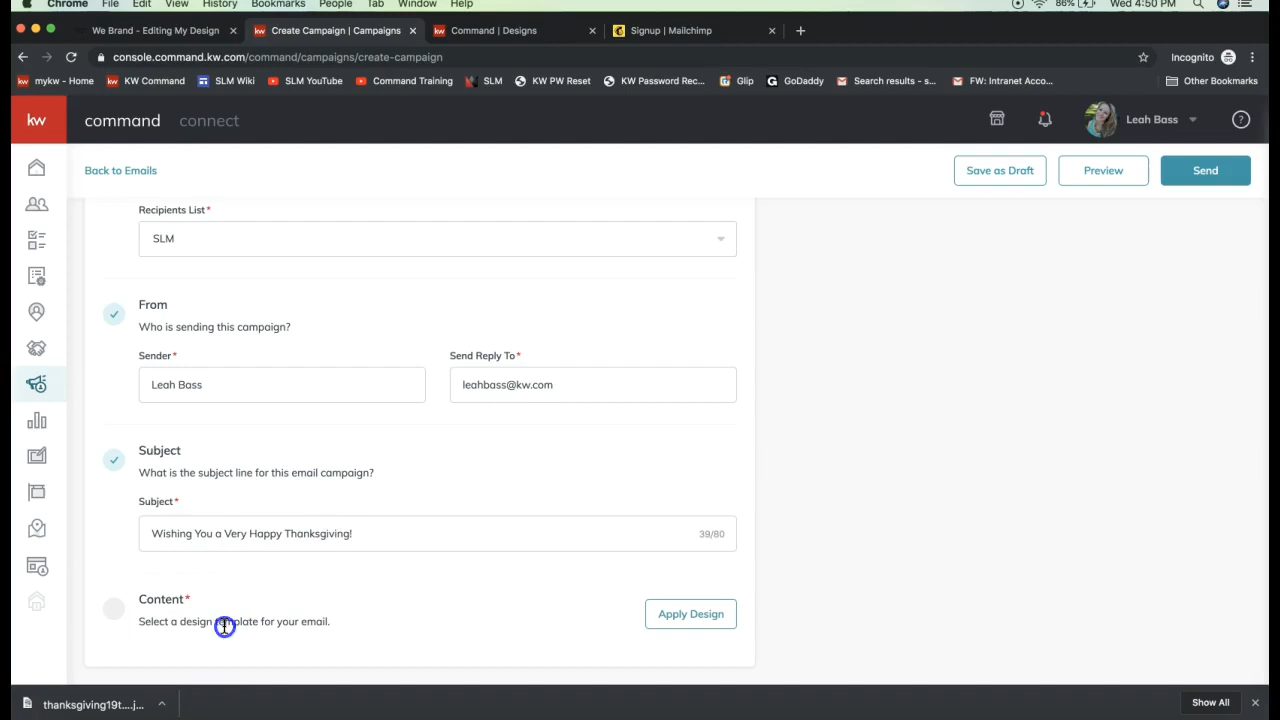 Chrome File Edit View History Bookmarks People Tab Window Help 86% Wed 4:50 PM
We Brand - Editing My Design
Create Campaign | Campaigns
Command | Designs
Signup | Mailchimp
console.command.kw.com/command/campaigns/create-campaign
Incognito
mykw - Home KW Command SLM Wiki SLM YouTube Command Training SLM KW PW Reset KW Password Rec... Glip GoDaddy Search results - s... FW: Intranet Acco... Other Bookmarks
kw command connect Leah Bass ?
Back to Emails Save as Draft Preview Send
Recipients List*
SLM
From
Who is sending this campaign?
Sender* Send Reply To*
Leah Bass leahbass@kw.com
Subject
What is the subject line for this email campaign?
Subject*
Wishing You a Very Happy Thanksgiving! 39/80
Content*
Select a design template for your email. Apply Design
thanksgiving19t....j... Show All